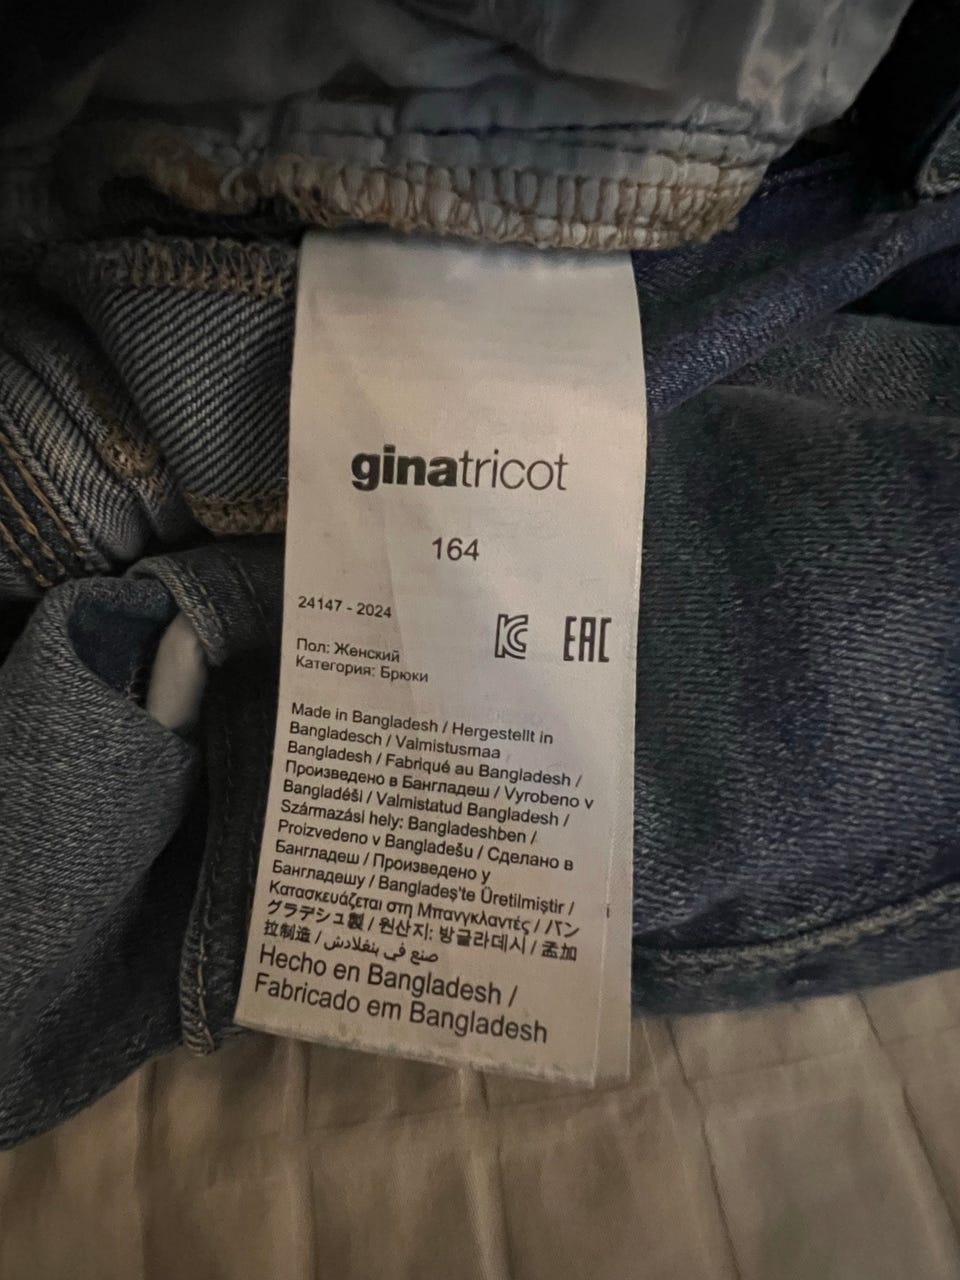 ginatricot
164
24147 - 2024
EAC
Пол: Женский
Категория: Брюки
Made in Bangladesh / Hergestellt in
Bangladesch / Valmistusmaa
Bangladesh / Fabriqué au Bangladesh /
Произведено в Бангладеш / Vyrobeno v
Bangladéši / Valmistatud Bangladesh /
Származási hely: Bangladeshben /
Proizvedeno v Bangladešu / Сделано в
Бангладеш / Произведено у
Бангладешу / Bangladeş'te Üretilmiştir /
Κατασκευάζεται στη Μπανγκλαντές / バン
グラデシュ製 / 원산지: 방글라데시 / 孟加
拉制造 / صنع في بنغلادش
Hecho en Bangladesh /
Fabricado em Bangladesh